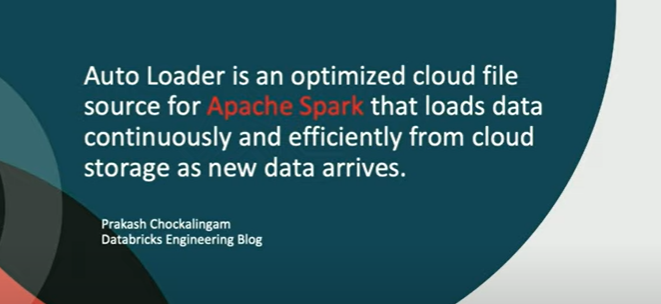 Auto Loader is an optimized cloud file
source for Apache Spark that loads data
continuously and efficiently from cloud
storage as new data arrives.
Prakash Chockalingam
Databricks Engineering Blog